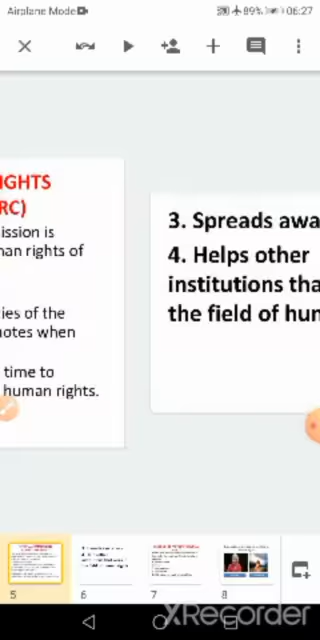 Airplane Mode 89% 06:27
IGHTS
RC)
ission is
nan rights of
ies of the
notes when
time to
human rights.
3. Spreads awa
4. Helps other
institutions tha
the field of hun
5 6 7 8
XRecorder